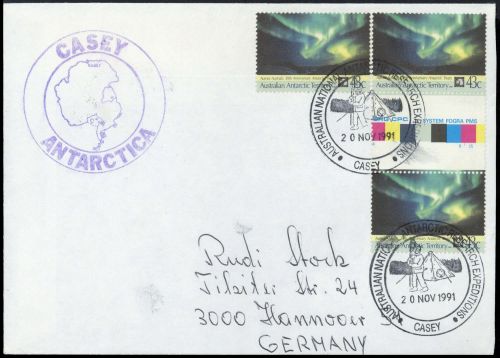 CASEY
ANTARCTICA
Australian Antarctic Territory 43c
Australian Antarctic Territory 43c
CPC SYSTEM FOGRA PMS
Australian Antarctic Territory
AUSTRALIAN NATIONAL ANTARCTIC RESEARCH EXPEDITIONS
20 NOV 1991
CASEY
AUSTRALIAN NATIONAL ANTARCTIC RESEARCH EXPEDITIONS
20 NOV 1991
CASEY
Rudi Stock
Str. 24
3000 Hannover
GERMANY